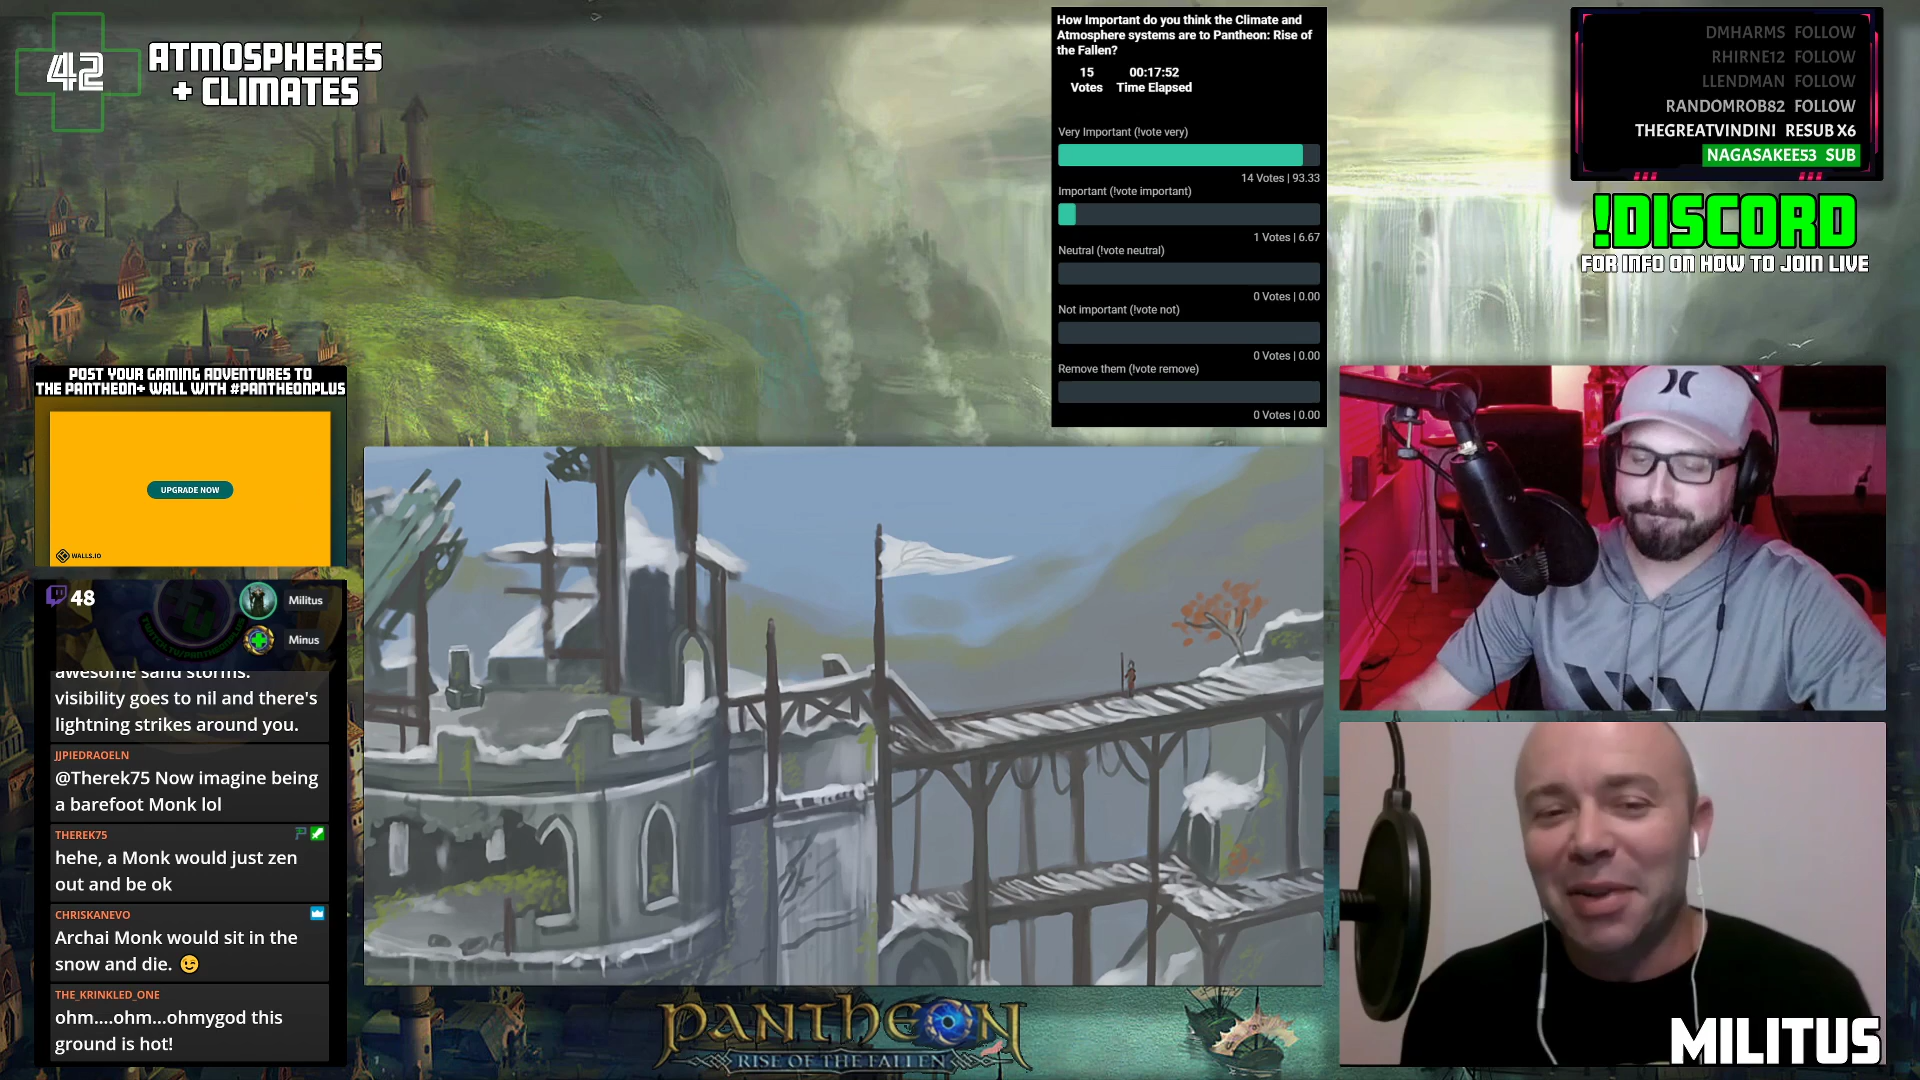 42
ATMOSPHERES
+ CLIMATES
How Important do you think the Climate and
Atmosphere systems are to Pantheon: Rise of
the Fallen?
15 00:17:52
Votes Time Elapsed
Very Important (!vote very)
14 Votes | 93.33
Important (!vote important)
1 Votes | 6.67
Neutral (!vote neutral)
0 Votes | 0.00
Not important (!vote not)
0 Votes | 0.00
Remove them (!vote remove)
0 Votes | 0.00
DMHARMS FOLLOW
RHIRNE12 FOLLOW
LLENDMAN FOLLOW
RANDOMROB82 FOLLOW
THEGREATVINDINI RESUB X6
NAGASAKEE53 SUB
!DISCORD
FOR INFO ON HOW TO JOIN LIVE
POST YOUR GAMING ADVENTURES TO
THE PANTHEON+ WALL WITH #PANTHEONPLUS
UPGRADE NOW
WALLS.IO
48
Militus
Minus
TWITCH.TV/PANTHEONPLUS
awesome sand storms.
visibility goes to nil and there's
lightning strikes around you.
JJPIEDRAOELN
@Therek75 Now imagine being
a barefoot Monk lol
THEREK75
hehe, a Monk would just zen
out and be ok
CHRISKANEVO
Archai Monk would sit in the
snow and die. 😉
THE_KRINKLED_ONE
ohm....ohm...ohmygod this
ground is hot!
PANTHEON
RISE OF THE FALLEN
MILITUS